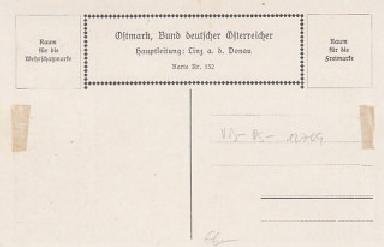 Raum
für die
Wehrschatzmarke
Ostmark, Bund deutscher Österreicher
Hauptleitung: Linz a. d. Donau.
Karte Nr. 152
Raum
für die
Freimarke